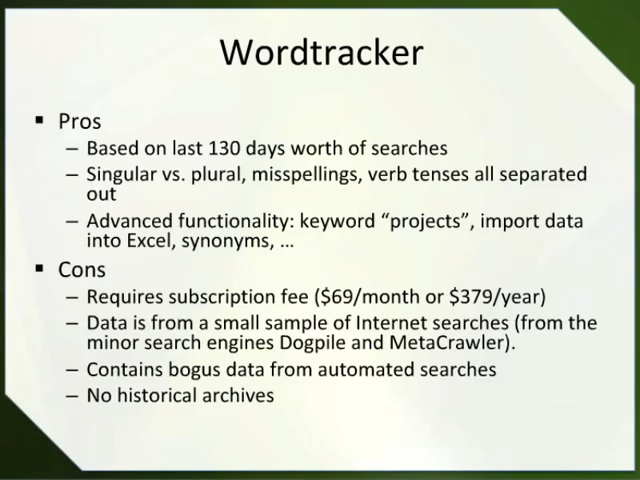 Wordtracker
▪ Pros
– Based on last 130 days worth of searches
– Singular vs. plural, misspellings, verb tenses all separated
out
– Advanced functionality: keyword “projects”, import data
into Excel, synonyms, …
▪ Cons
– Requires subscription fee ($69/month or $379/year)
– Data is from a small sample of Internet searches (from the
minor search engines Dogpile and MetaCrawler).
– Contains bogus data from automated searches
– No historical archives